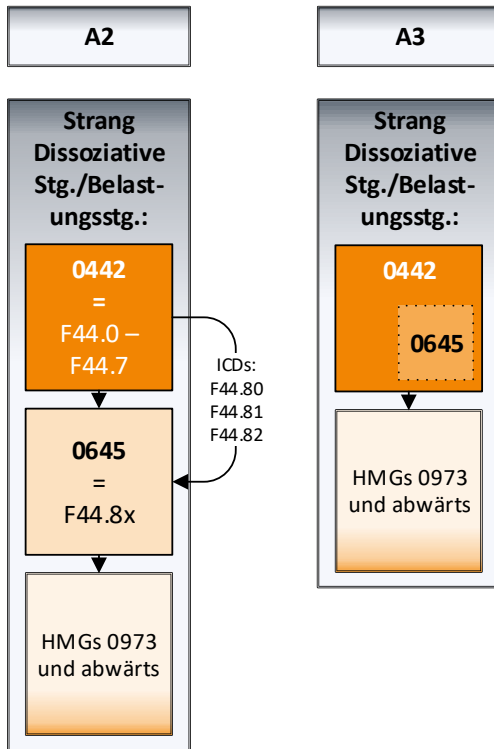 A2
Strang
Dissoziative
Stg./Belast-
ungsstg.:
0442
=
F44.0 –
F44.7
ICDs:
F44.80
F44.81
F44.82
0645
=
F44.8x
HMGs 0973
und abwärts
A3
Strang
Dissoziative
Stg./Belast-
ungsstg.:
0442
0645
HMGs 0973
und abwärts